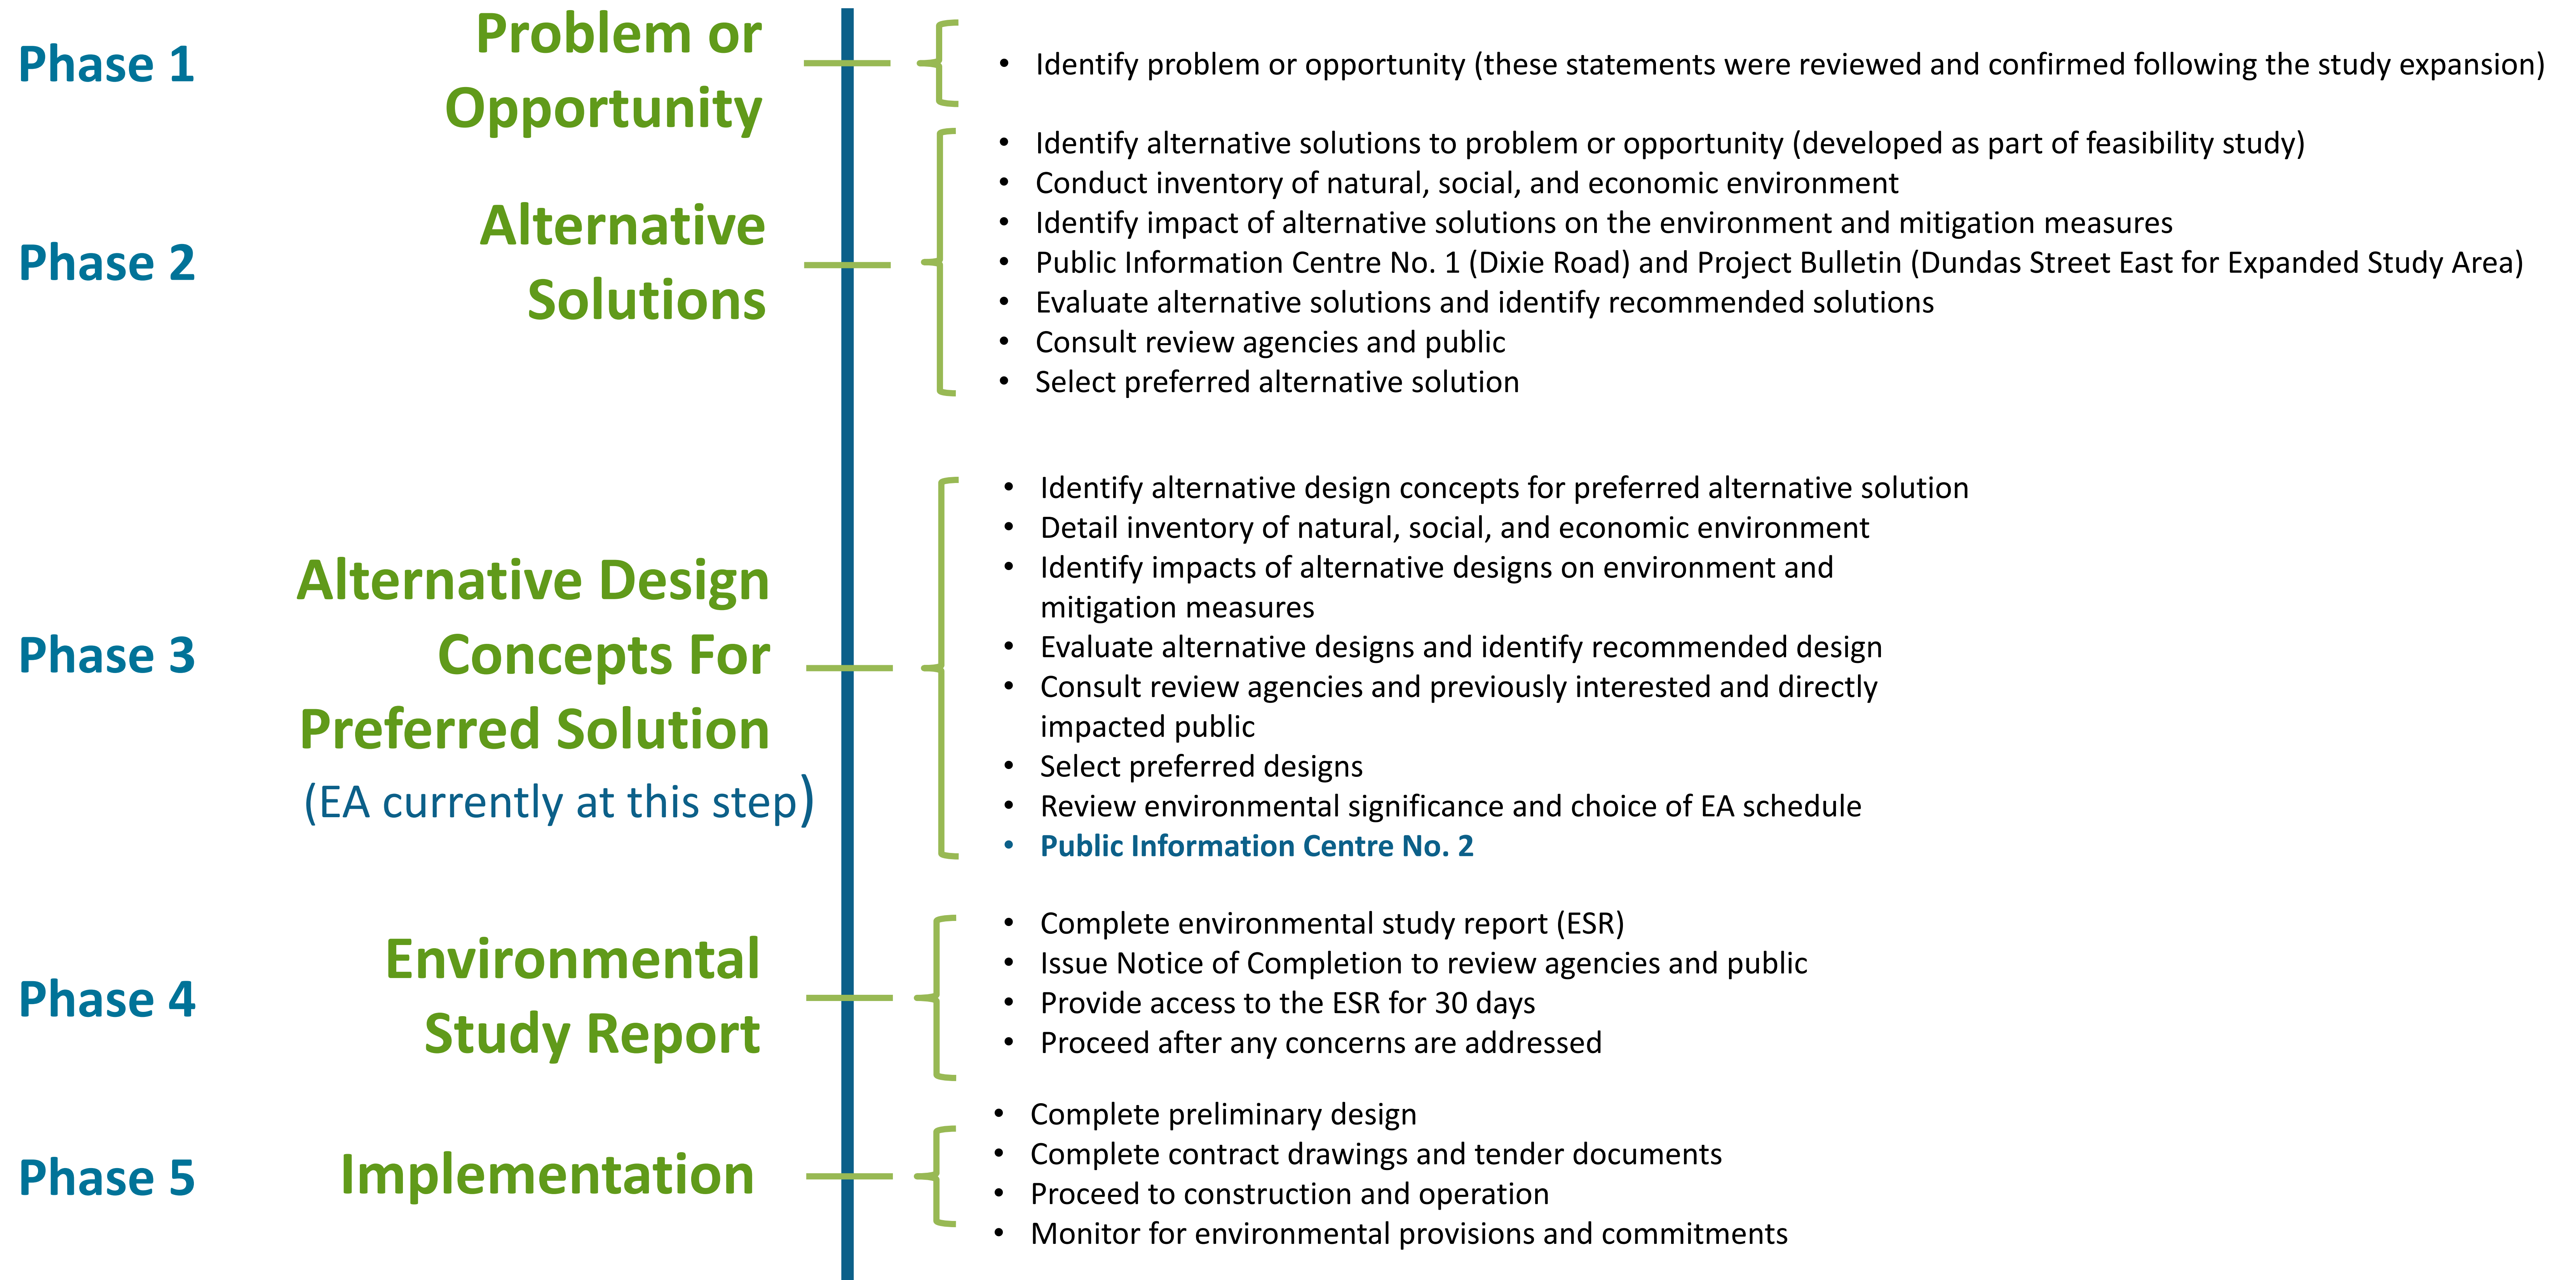 Phase 1
Problem or
Opportunity
• Identify problem or opportunity (these statements were reviewed and confirmed following the study expansion)
Phase 2
Alternative
Solutions
• Identify alternative solutions to problem or opportunity (developed as part of feasibility study)
• Conduct inventory of natural, social, and economic environment
• Identify impact of alternative solutions on the environment and mitigation measures
• Public Information Centre No. 1 (Dixie Road) and Project Bulletin (Dundas Street East for Expanded Study Area)
• Evaluate alternative solutions and identify recommended solutions
• Consult review agencies and public
• Select preferred alternative solution
Phase 3
Alternative Design
Concepts For
Preferred Solution
(EA currently at this step)
• Identify alternative design concepts for preferred alternative solution
• Detail inventory of natural, social, and economic environment
• Identify impacts of alternative designs on environment and
mitigation measures
• Evaluate alternative designs and identify recommended design
• Consult review agencies and previously interested and directly
impacted public
• Select preferred designs
• Review environmental significance and choice of EA schedule
• Public Information Centre No. 2
Phase 4
Environmental
Study Report
• Complete environmental study report (ESR)
• Issue Notice of Completion to review agencies and public
• Provide access to the ESR for 30 days
• Proceed after any concerns are addressed
Phase 5
Implementation
• Complete preliminary design
• Complete contract drawings and tender documents
• Proceed to construction and operation
• Monitor for environmental provisions and commitments